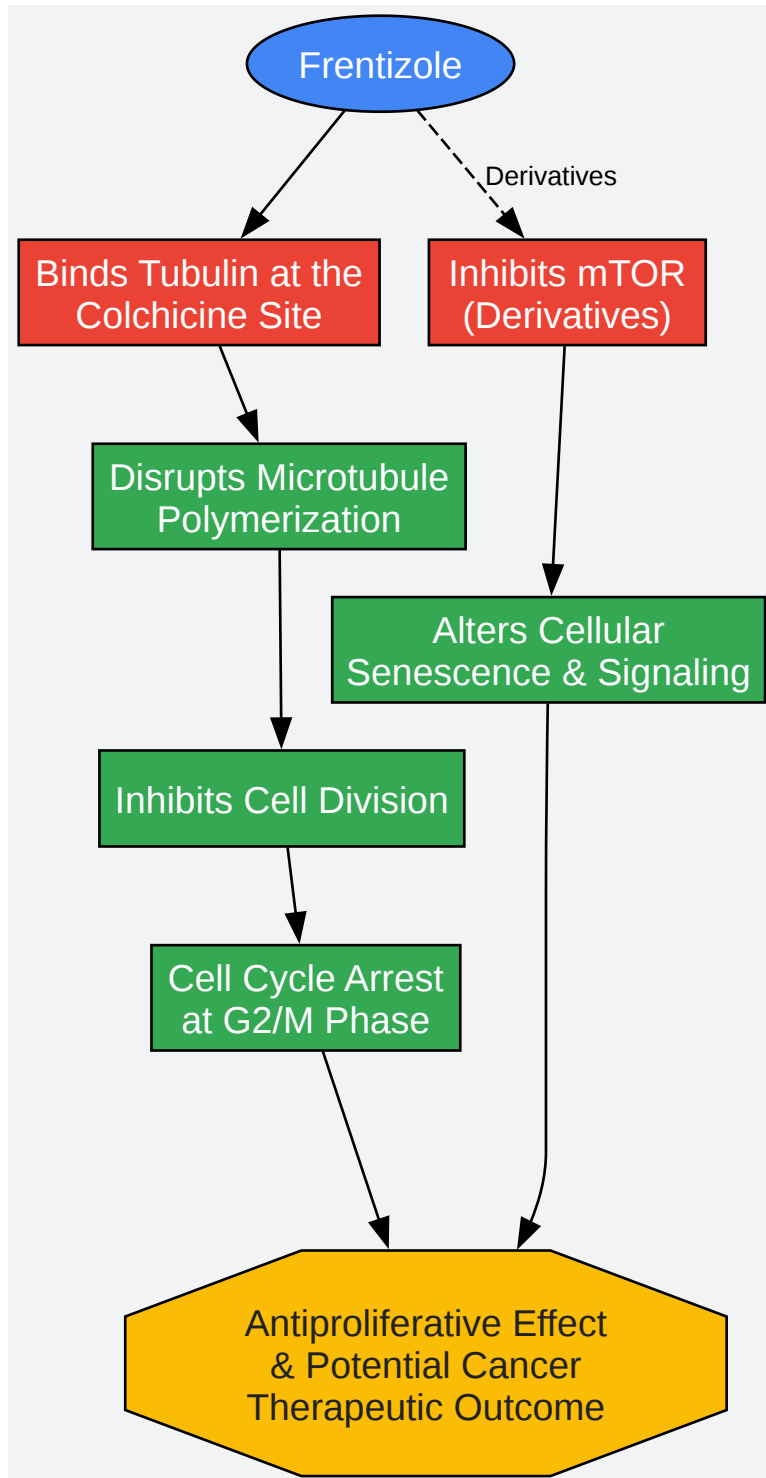 Frentizole
Derivatives
Binds Tubulin at the
Colchicine Site
Inhibits mTOR
(Derivatives)
Disrupts Microtubule
Polymerization
Alters Cellular
Senescence & Signaling
Inhibits Cell Division
Cell Cycle Arrest
at G2/M Phase
Antiproliferative Effect
& Potential Cancer
Therapeutic Outcome